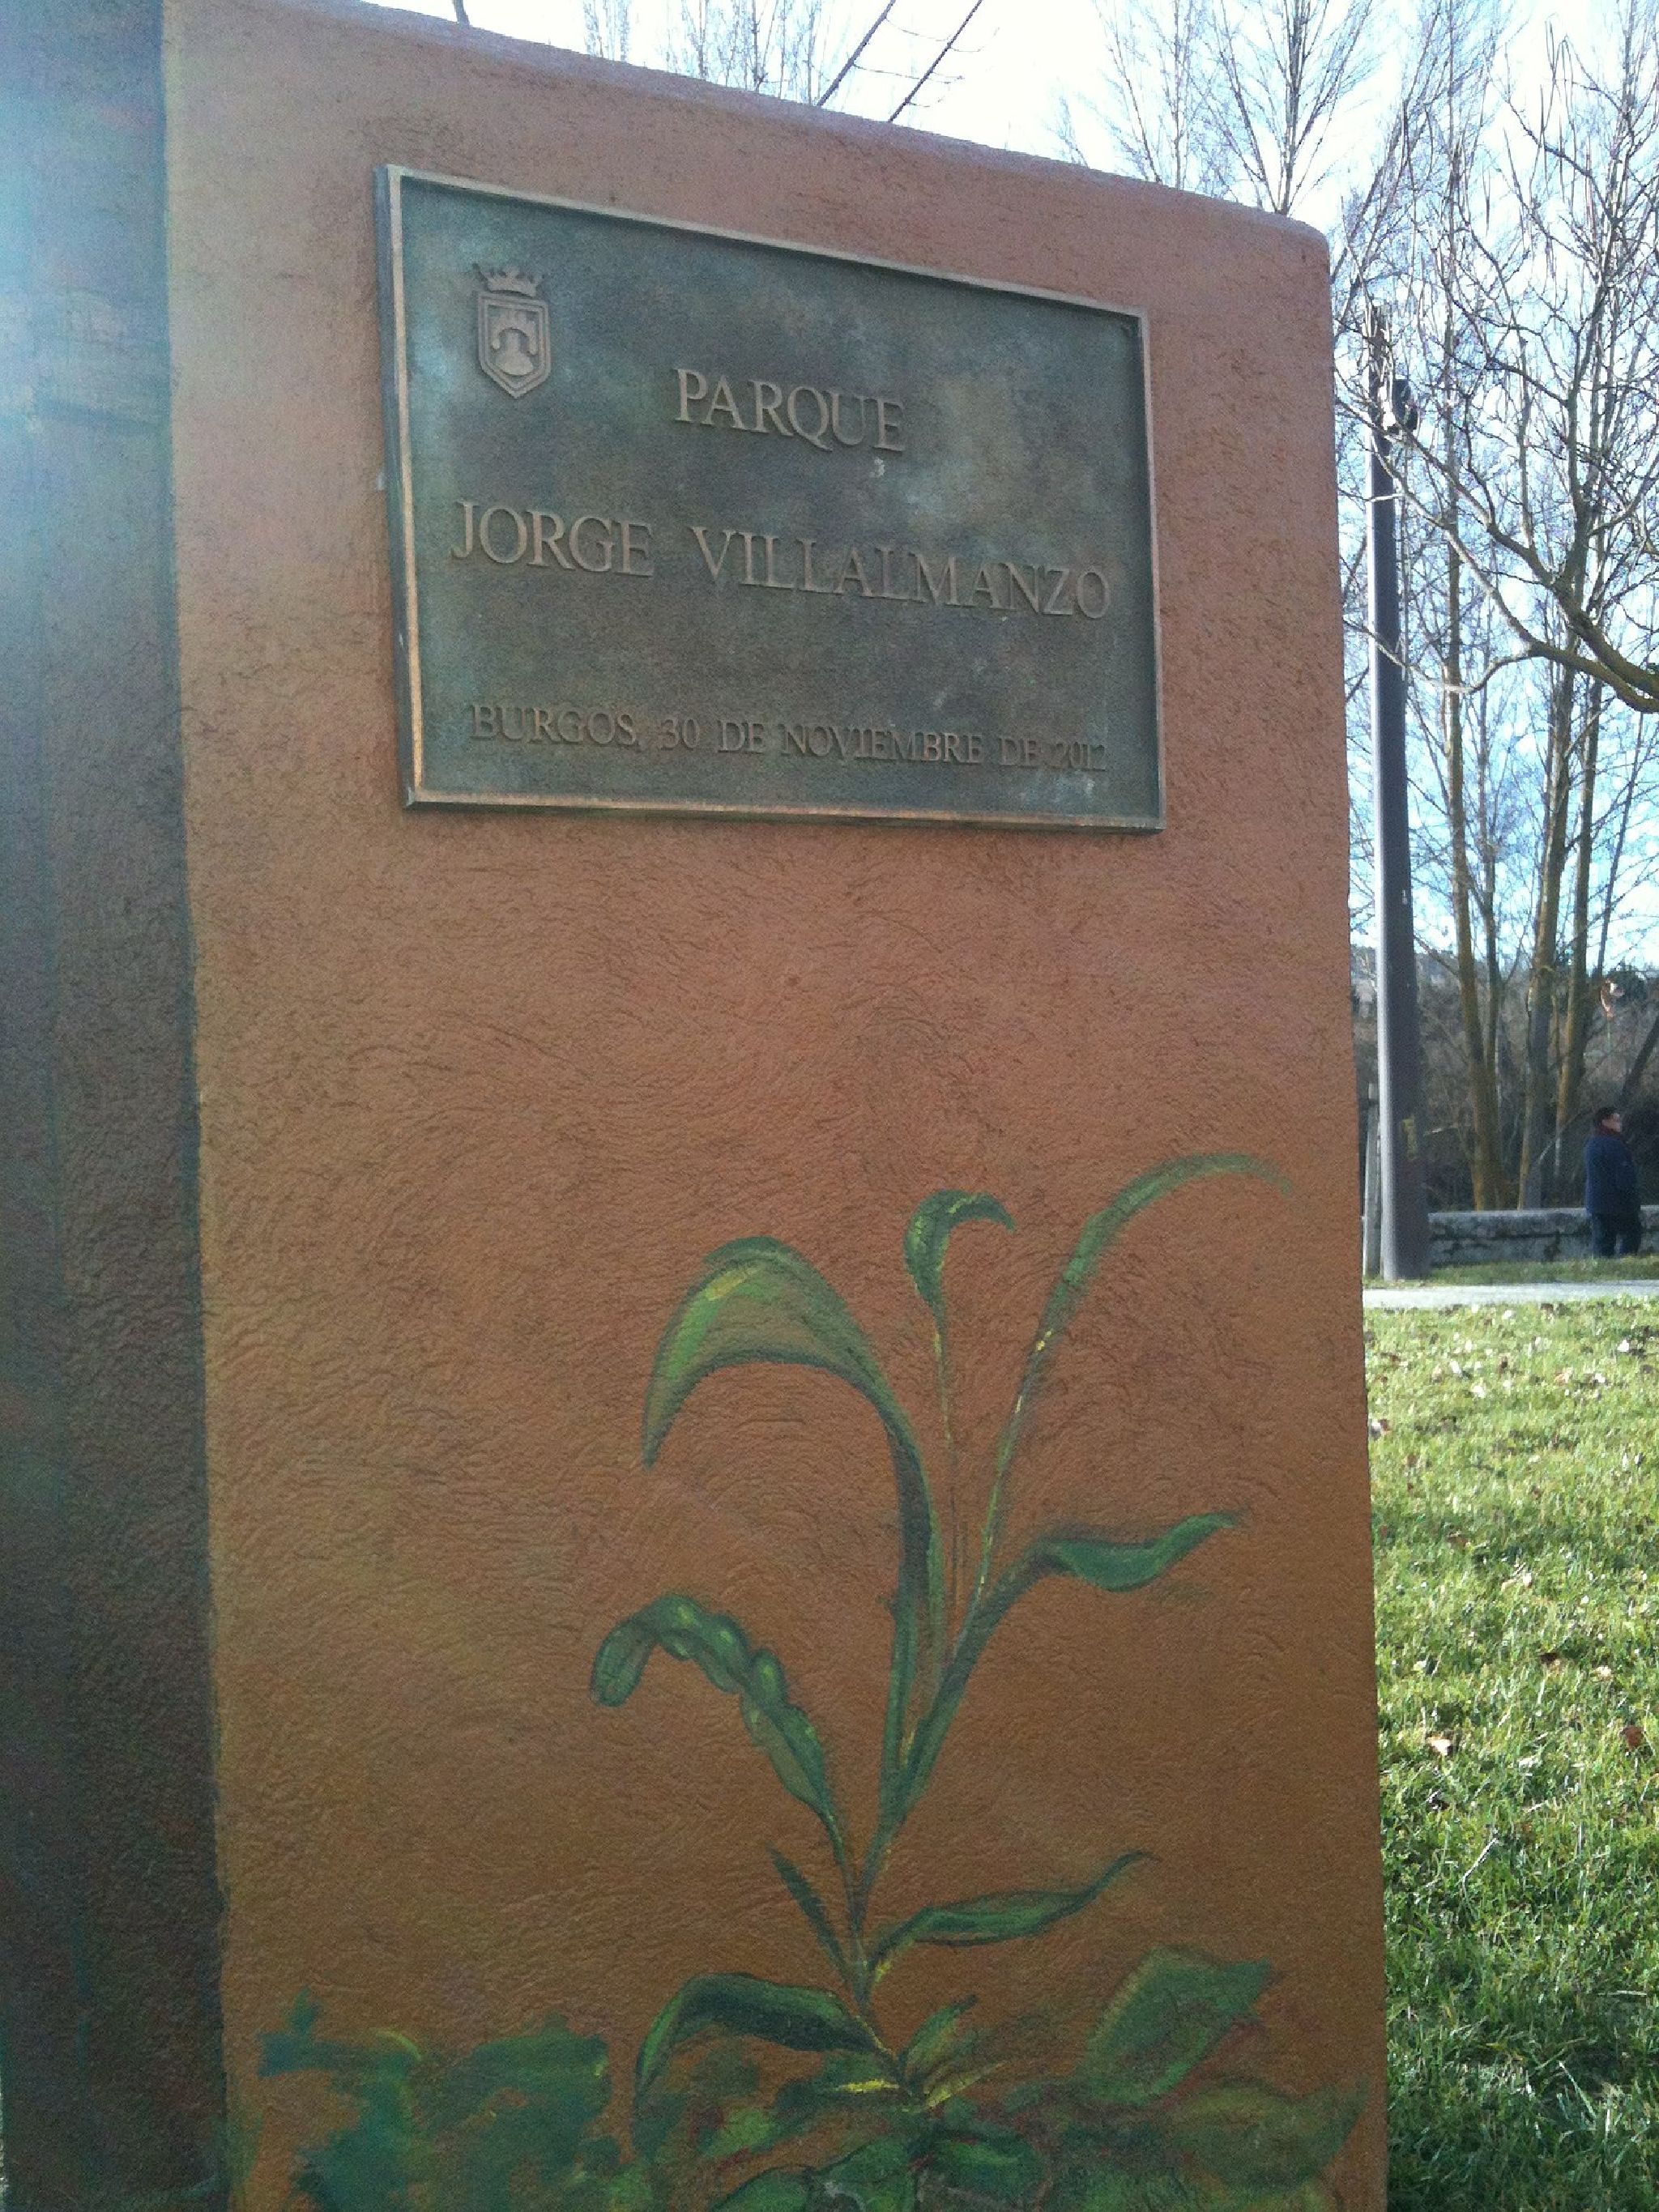 PARQUE
JORGE VILLALMANZO
BURGOS, 30 DE NOVIEMBRE DE 2012